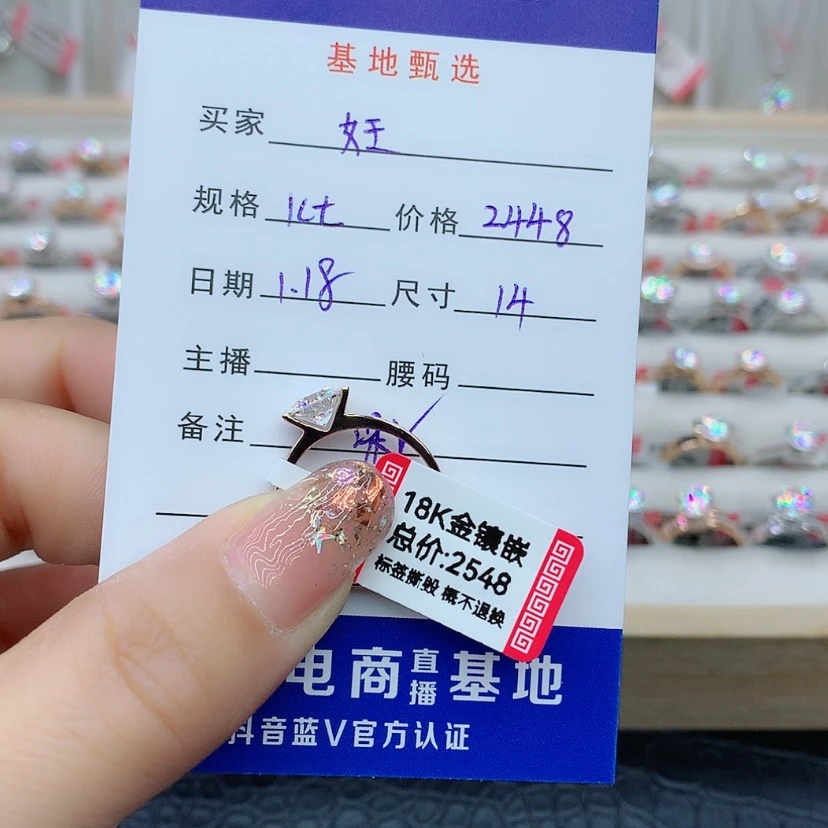 基地甄选
买家 女王
规格 1ct 价格 2448
日期 1.18 尺寸 14
主播 腰码
备注
18K金镶嵌
总价:2548
标签撕毁 概不退换
电商直播基地
抖音蓝V官方认证